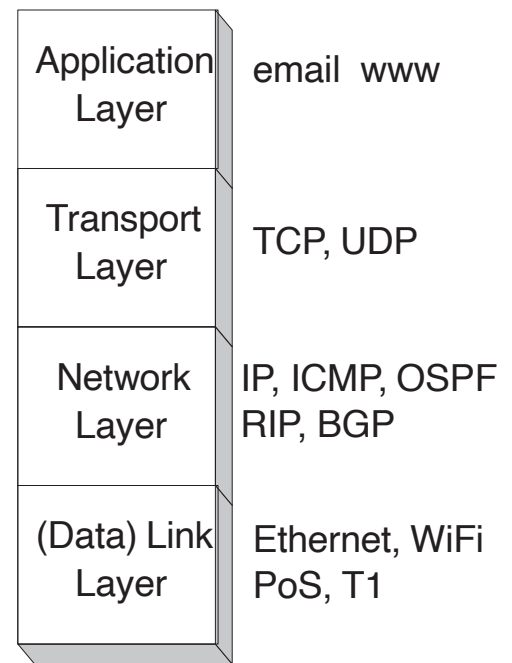 Application
Layer
email www
Transport
Layer
TCP, UDP
Network
Layer
IP, ICMP, OSPF
RIP, BGP
(Data) Link
Layer
Ethernet, WiFi
PoS, T1